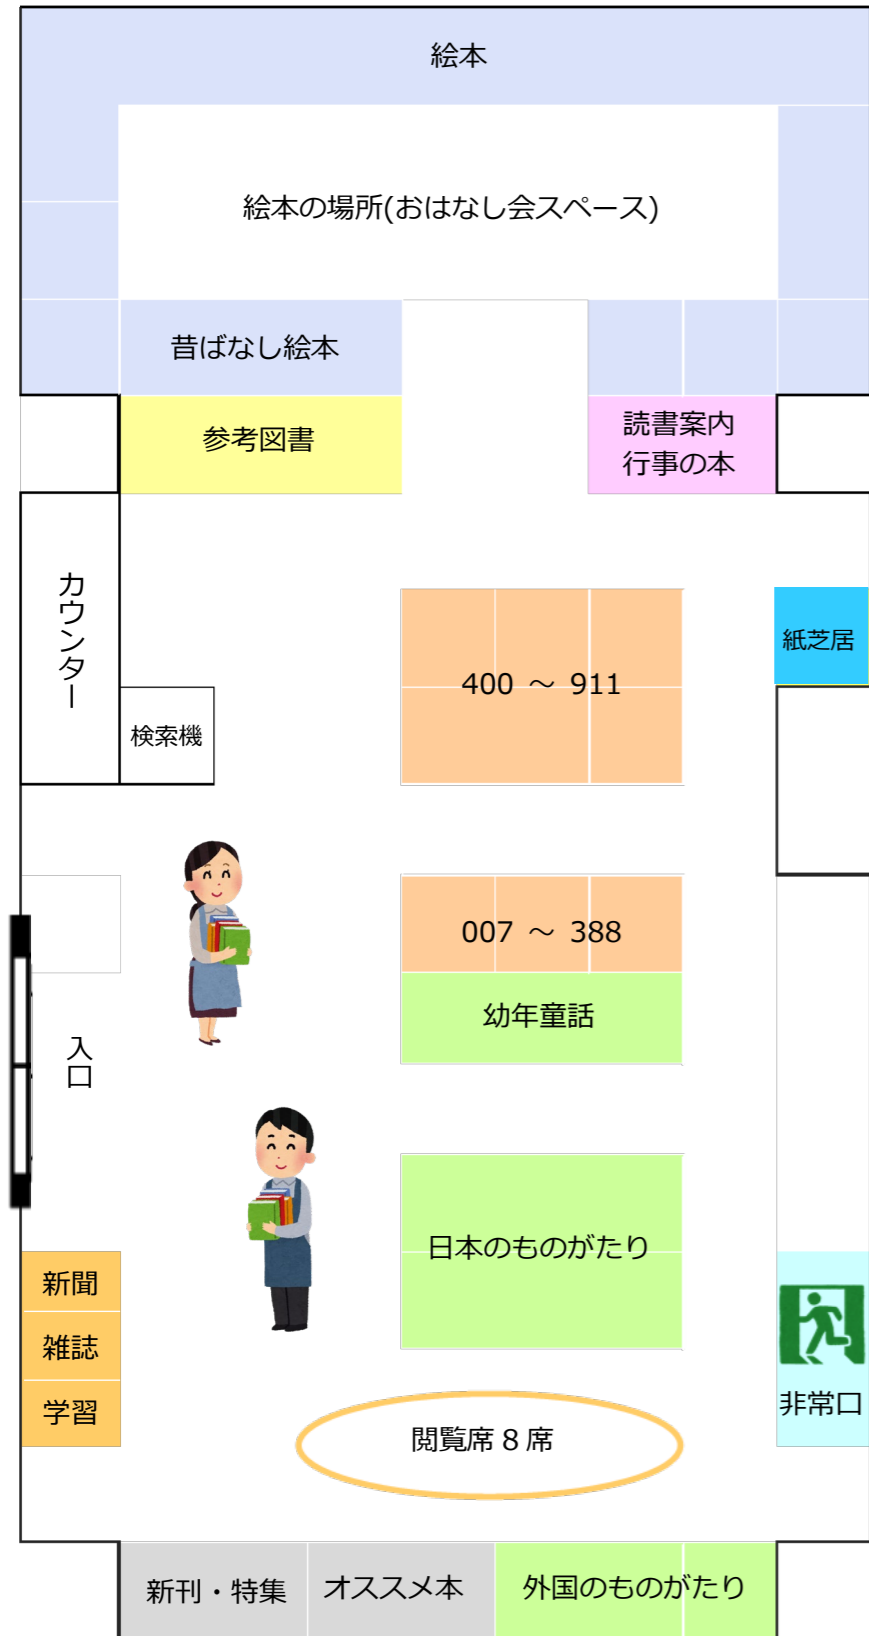 絵本
絵本の場所(おはなし会スペース)
昔ばなし絵本
参考図書
読書案内
行事の本
カウンター
400 ～ 911
紙芝居
検索機
007 ～ 388
幼年童話
入口
日本のものがたり
新聞
雑誌
学習
非常口
閲覧席８席
新刊・特集
オススメ本
外国のものがたり